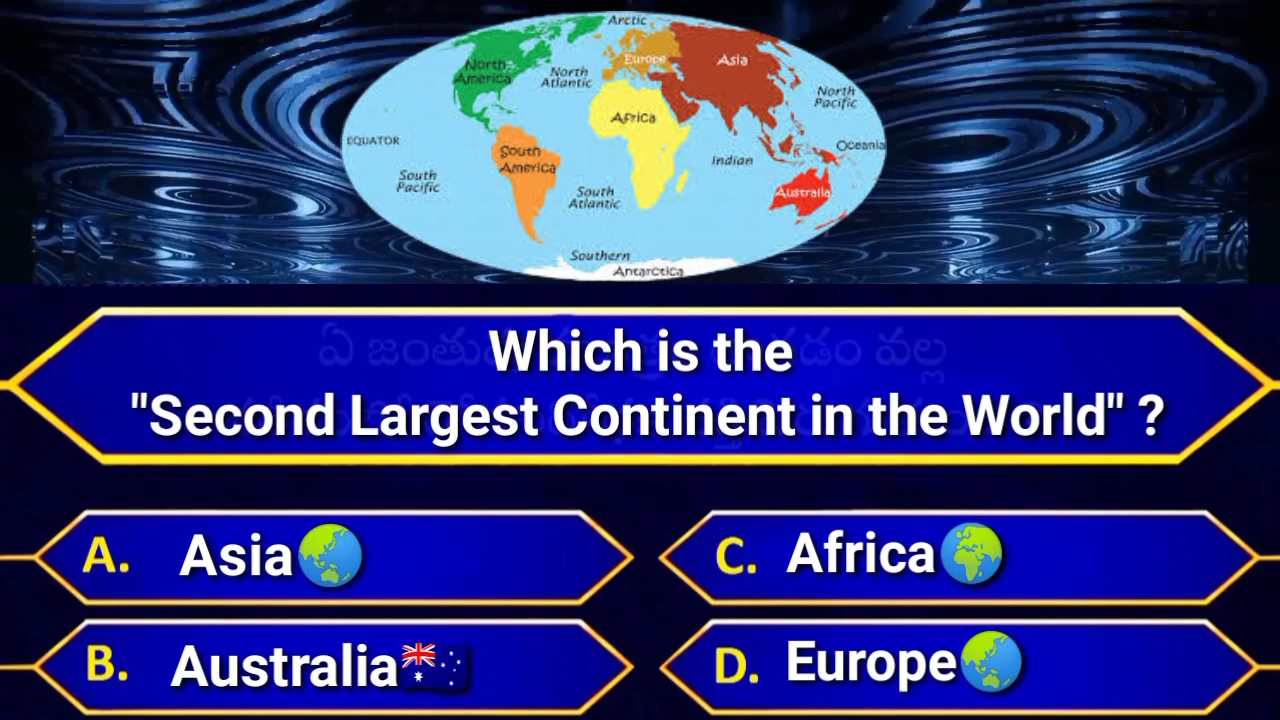 Arctic
North
America
North
Atlantic
Europe
Asia
North
Pacific
Africa
EQUATOR
Oceania
South
America
Indian
South
Pacific
South
Atlantic
Australia
Southern
Antarctica
ఏ జంతు డం వల్ల
Which is the
"Second Largest Continent in the World" ?
A. Asia🌏
C. Africa🌍
B. Australia🇦🇺
D. Europe🌏